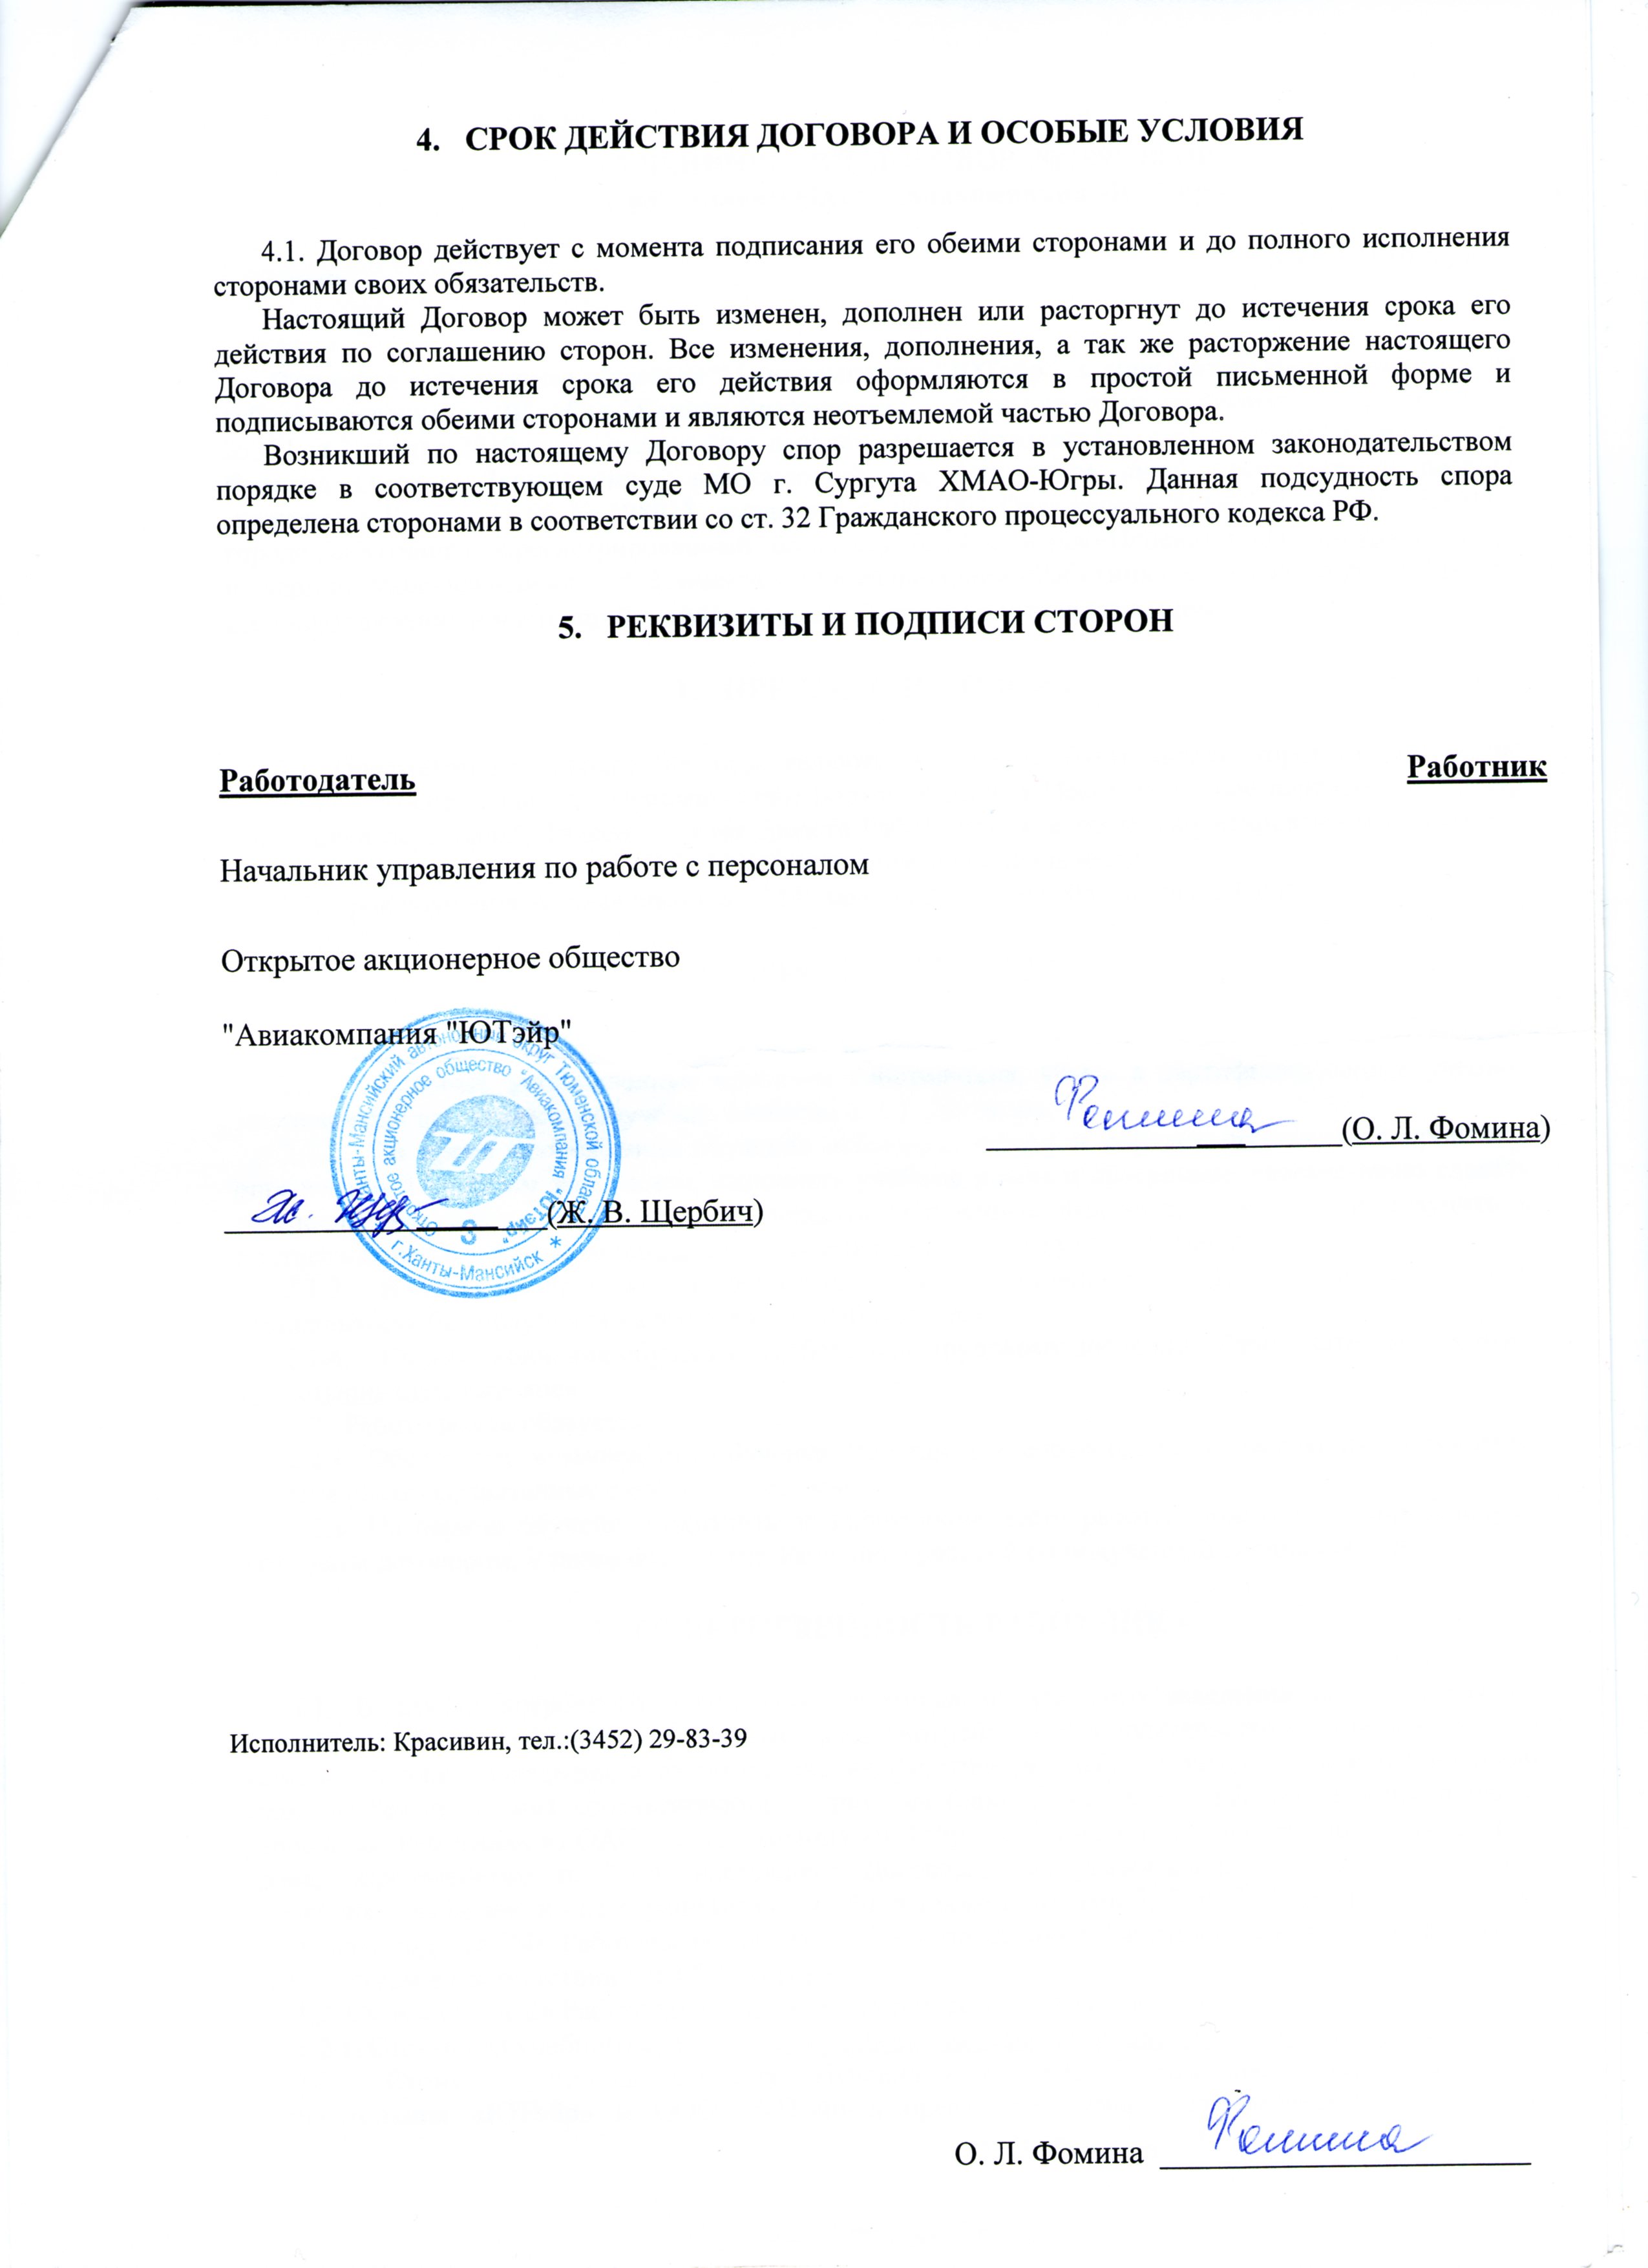 4. СРОК ДЕЙСТВИЯ ДОГОВОРА И ОСОБЫЕ УСЛОВИЯ
4.1. Договор действует с момента подписания его обеими сторонами и до полного исполнения
сторонами своих обязательств.
Настоящий Договор может быть изменен, дополнен или расторгнут до истечения срока его
действия по соглашению сторон. Все изменения, дополнения, а так же расторжение настоящего
Договора до истечения срока его действия оформляются в простой письменной форме и
подписываются обеими сторонами и являются неотъемлемой частью Договора.
Возникший по настоящему Договору спор разрешается в установленном законодательством
порядке в соответствующем суде МО г. Сургута ХМАО-Югры. Данная подсудность спора
определена сторонами в соответствии со ст. 32 Гражданского процессуального кодекса РФ.
5. РЕКВИЗИТЫ И ПОДПИСИ СТОРОН
Работодатель
Работник
Начальник управления по работе с персоналом
Открытое акционерное общество
"Авиакомпания "ЮТэйр"
Ханты-Мансийский автономный округ Тюменской области
г.Ханты-Мансийск *
Открытое акционерное общество "Авиакомпания "ЮТэйр"
3
Фомина (О. Л. Фомина)
(Ж. В. Щербич)
Исполнитель: Красивин, тел.:(3452) 29-83-39
О. Л. Фомина Фомина